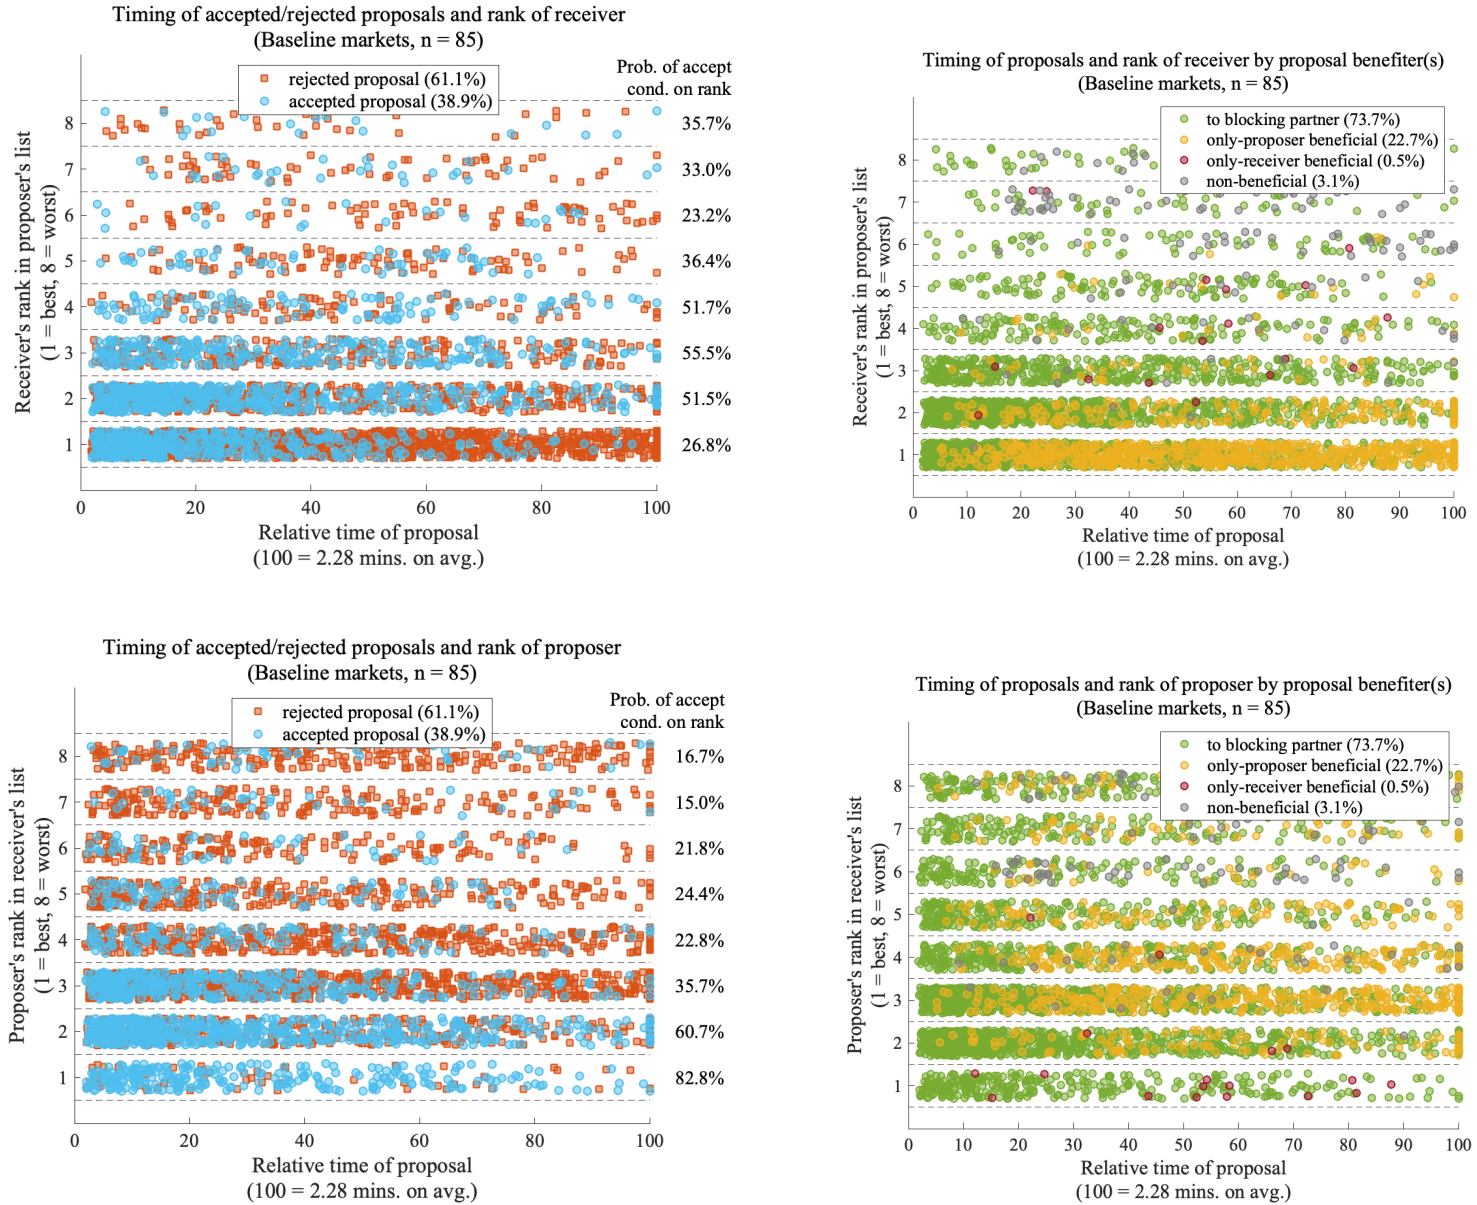 Timing of accepted/rejected proposals and rank of receiver
(Baseline markets, n = 85)
Prob. of accept
cond. on rank
rejected proposal (61.1%)
accepted proposal (38.9%)
8
35.7%
7
33.0%
6
23.2%
5
36.4%
4
51.7%
3
55.5%
2
51.5%
1
26.8%
Receiver's rank in proposer's list
(1 = best, 8 = worst)
0 20 40 60 80 100
Relative time of proposal
(100 = 2.28 mins. on avg.)
Timing of proposals and rank of receiver by proposal benefiter(s)
(Baseline markets, n = 85)
to blocking partner (73.7%)
only-proposer beneficial (22.7%)
only-receiver beneficial (0.5%)
non-beneficial (3.1%)
8
7
6
5
4
3
2
1
Receiver's rank in proposer's list
(1 = best, 8 = worst)
0 10 20 30 40 50 60 70 80 90 100
Relative time of proposal
(100 = 2.28 mins. on avg.)
Timing of accepted/rejected proposals and rank of proposer
(Baseline markets, n = 85)
Prob. of accept
cond. on rank
rejected proposal (61.1%)
accepted proposal (38.9%)
8
16.7%
7
15.0%
6
21.8%
5
24.4%
4
22.8%
3
35.7%
2
60.7%
1
82.8%
Proposer's rank in receiver's list
(1 = best, 8 = worst)
0 20 40 60 80 100
Relative time of proposal
(100 = 2.28 mins. on avg.)
Timing of proposals and rank of proposer by proposal benefiter(s)
(Baseline markets, n = 85)
to blocking partner (73.7%)
only-proposer beneficial (22.7%)
only-receiver beneficial (0.5%)
non-beneficial (3.1%)
8
7
6
5
4
3
2
1
Proposer's rank in receiver's list
(1 = best, 8 = worst)
0 10 20 30 40 50 60 70 80 90 100
Relative time of proposal
(100 = 2.28 mins. on avg.)